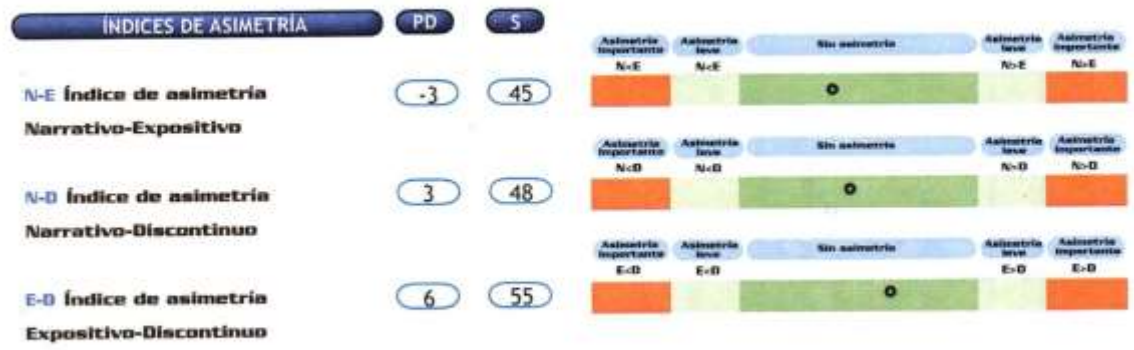 ÍNDICES DE ASIMETRÍA PD S
N-E Índice de asimetría
Narrativo-Expositivo
-3 45
N-D Índice de asimetría
Narrativo-Discontinuo
3 48
E-D Índice de asimetría
Expositivo-Discontinuo
6 55
Asimetría importante Asimetría leve Sin asimetría Asimetría leve Asimetría importante
N<E N<E N>E N>E
Asimetría importante Asimetría leve Sin asimetría Asimetría leve Asimetría importante
N<D N<D N>D N>D
Asimetría importante Asimetría leve Sin asimetría Asimetría leve Asimetría importante
E<D E<D E>D E>D